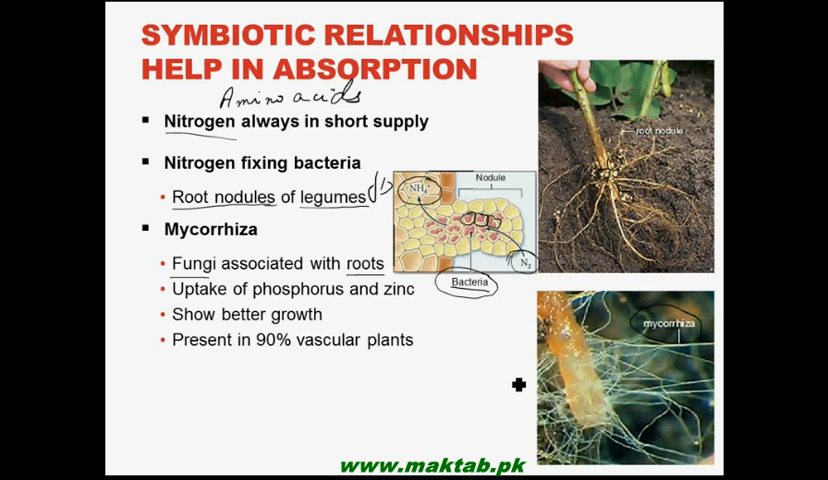 SYMBIOTIC RELATIONSHIPS
HELP IN ABSORPTION
Amino acids
▪ Nitrogen always in short supply
▪ Nitrogen fixing bacteria
• Root nodules of legumes
▪ Mycorrhiza
• Fungi associated with roots
• Uptake of phosphorus and zinc
• Show better growth
• Present in 90% vascular plants
Nodule
NH₄⁺
N₂
Bacteria
root nodule
mycorrhiza
www.maktab.pk